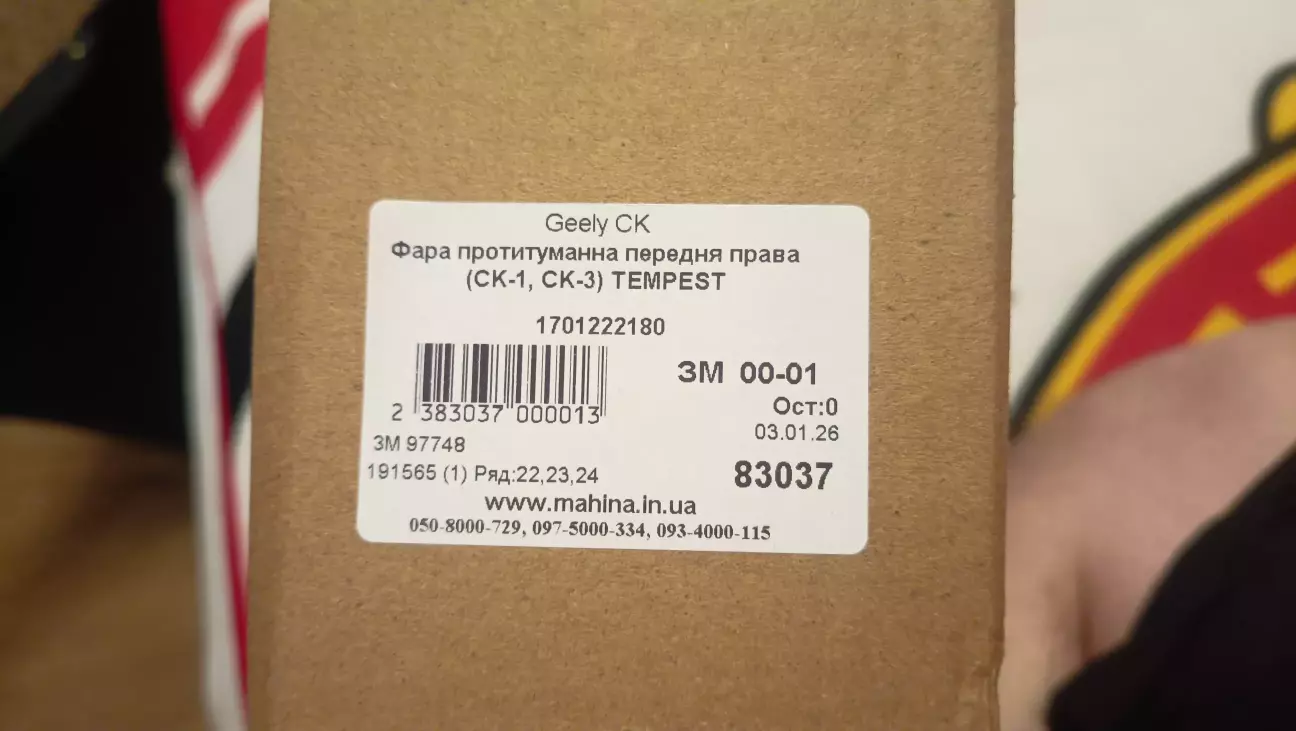 Geely CK
Фара протитуманна передня права
(CK-1, CK-3) TEMPEST
1701222180
ЗМ 00-01
2 383037 000013
Ост:0
03.01.26
ЗМ 97748
191565 (1) Ряд:22,23,24
83037
www.mahina.in.ua
050-8000-729, 097-5000-334, 093-4000-115